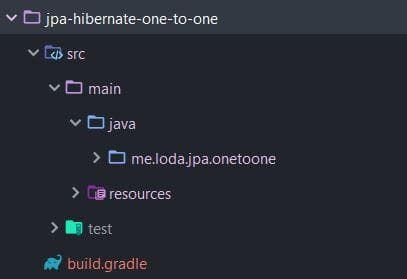 jpa-hibernate-one-to-one
src
main
java
me.loda.jpa.onetoone
resources
test
build.gradle